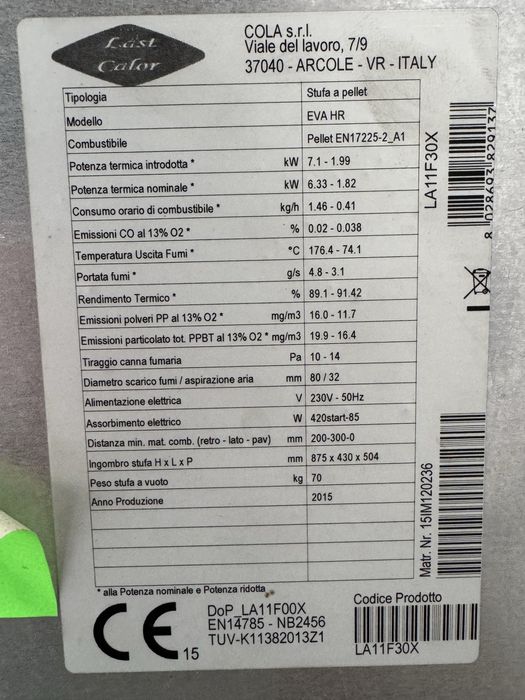 Last
Calor
COLA s.r.l.
Viale del lavoro, 7/9
37040 - ARCOLE - VR - ITALY
Tipologia Stufa a pellet
Modello EVA HR
Combustibile Pellet EN17225-2_A1
Potenza termica introdotta * kW 7.1 - 1.99
Potenza termica nominale * kW 6.33 - 1.82
Consumo orario di combustibile * kg/h 1.46 - 0.41
Emissioni CO al 13% O2 * % 0.02 - 0.038
Temperatura Uscita Fumi * °C 176.4 - 74.1
Portata fumi * g/s 4.8 - 3.1
Rendimento Termico * % 89.1 - 91.42
Emissioni polveri PP al 13% O2 * mg/m3 16.0 - 11.7
Emissioni particolato tot. PPBT al 13% O2 * mg/m3 19.9 - 16.4
Tiraggio canna fumaria Pa 10 - 14
Diametro scarico fumi / aspirazione aria mm 80 / 32
Alimentazione elettrica V 230V - 50Hz
Assorbimento elettrico W 420start-85
Distanza min. mat. comb. (retro - lato - pav) mm 200-300-0
Ingombro stufa H x L x P mm 875 x 430 x 504
Peso stufa a vuoto kg 70
Anno Produzione 2015
* alla Potenza nominale e Potenza ridotta
LA11F30X
8 028693 829137
Matr. Nr. 15IM120236
CE 15
DoP_LA11F00X
EN14785 - NB2456
TUV-K11382013Z1
Codice Prodotto
LA11F30X